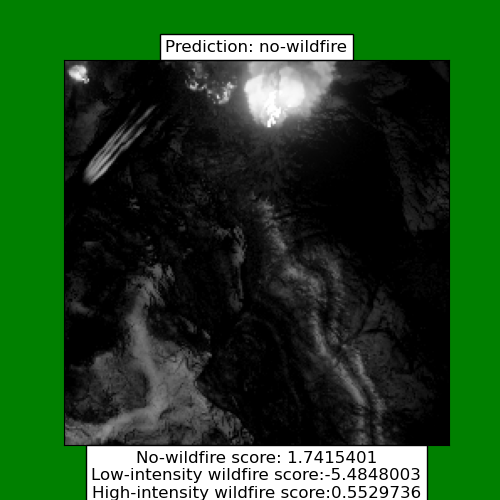 Prediction: no-wildfire
No-wildfire score: 1.7415401
Low-intensity wildfire score:-5.4848003
High-intensity wildfire score:0.5529736